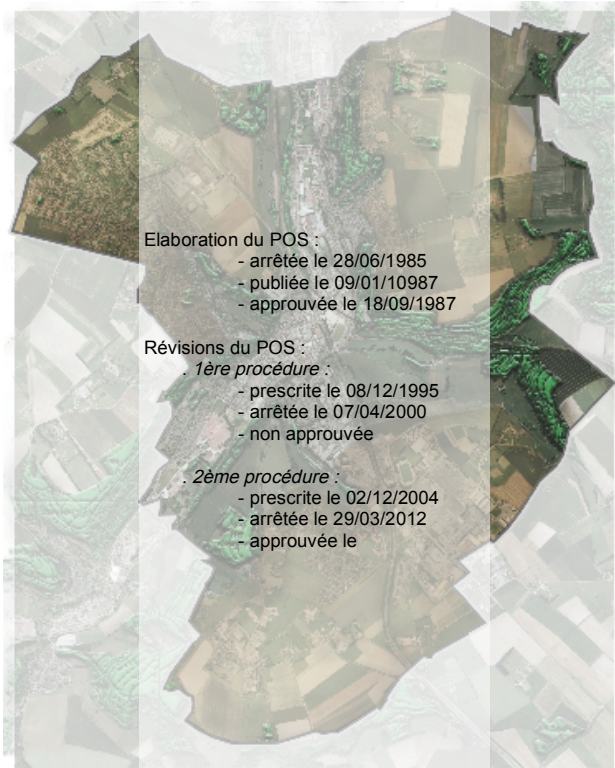 Elaboration du POS :
- arrêtée le 28/06/1985
- publiée le 09/01/10987
- approuvée le 18/09/1987
Révisions du POS :
. 1ère procédure :
- prescrite le 08/12/1995
- arrêtée le 07/04/2000
- non approuvée
. 2ème procédure :
- prescrite le 02/12/2004
- arrêtée le 29/03/2012
- approuvée le